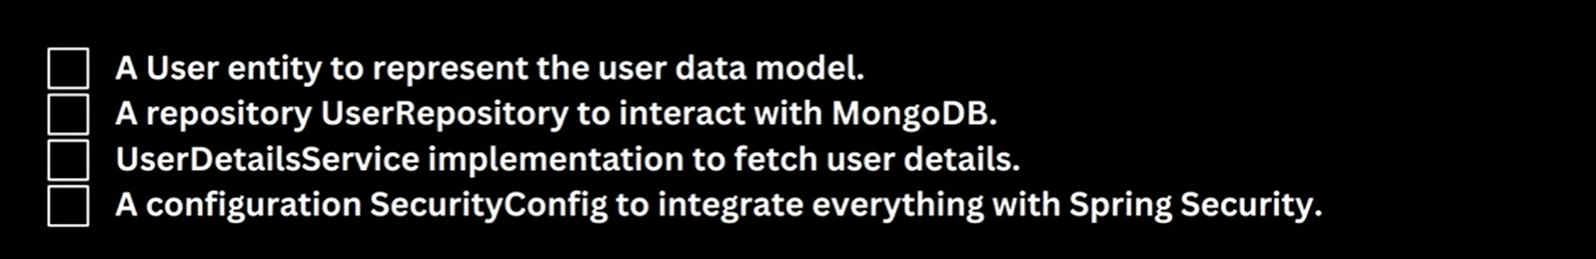 A User entity to represent the user data model.
A repository UserRepository to interact with MongoDB.
UserDetailsService implementation to fetch user details.
A configuration SecurityConfig to integrate everything with Spring Security.